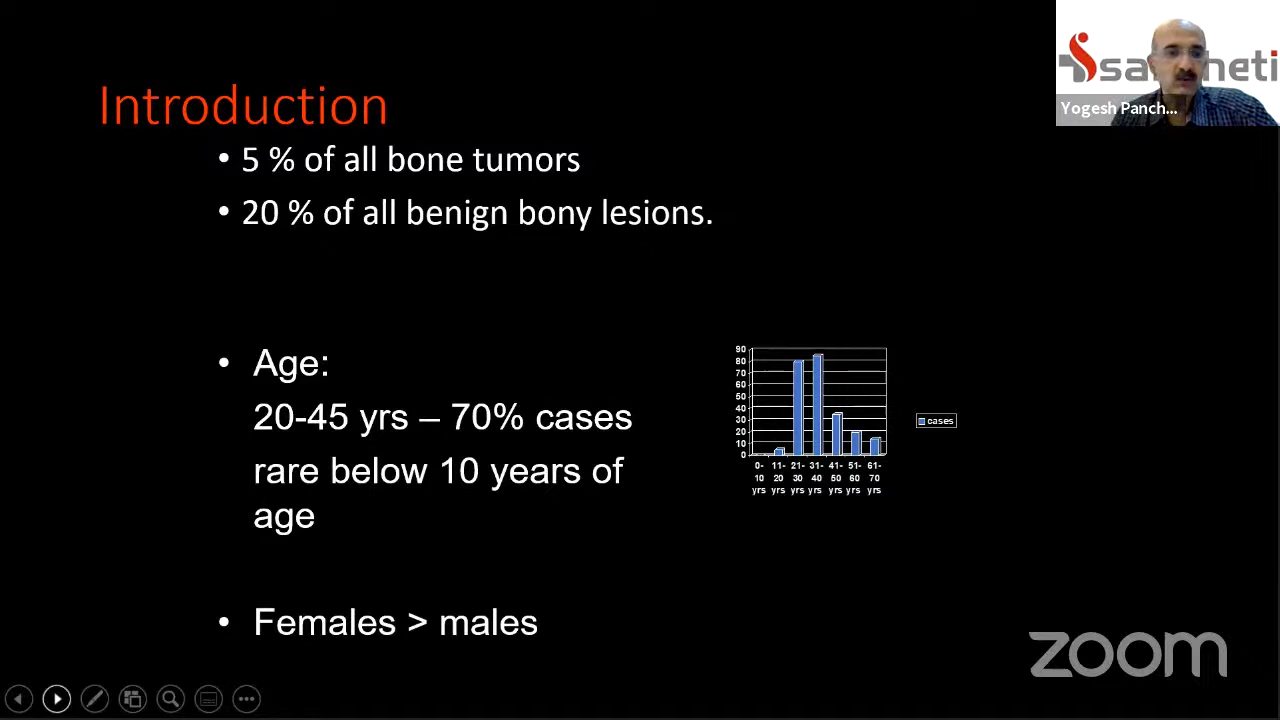 Introduction
• 5 % of all bone tumors
• 20 % of all benign bony lesions.
• Age:
20-45 yrs – 70% cases
rare below 10 years of
age
• Females > males
90
80
70
60
50
40
30
20
10
0
0- 11- 21- 31- 41- 51- 61-
10 20 30 40 50 60 70
yrs yrs yrs yrs yrs yrs yrs
cases
Yogesh Panch...
zoom